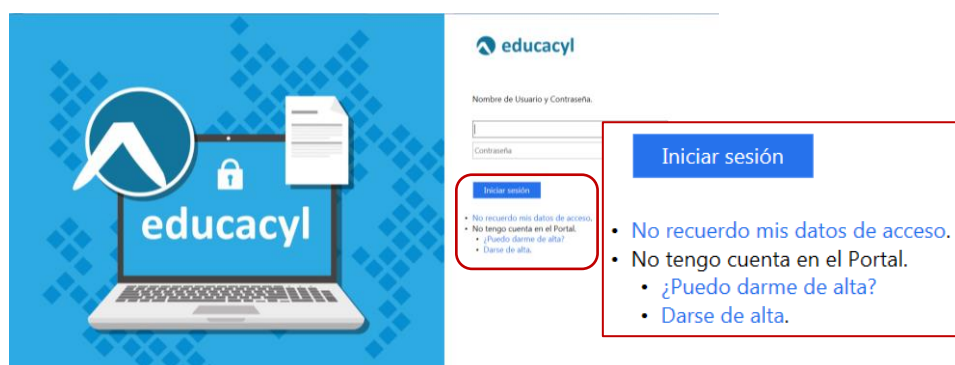 educacyl
educacyl
Nombre de Usuario y Contraseña.
Contraseña
Iniciar sesión
• No recuerdo mis datos de acceso.
• No tengo cuenta en el Portal.
• ¿Puedo darme de alta?
• Darse de alta.
Iniciar sesión
• No recuerdo mis datos de acceso.
• No tengo cuenta en el Portal.
• ¿Puedo darme de alta?
• Darse de alta.